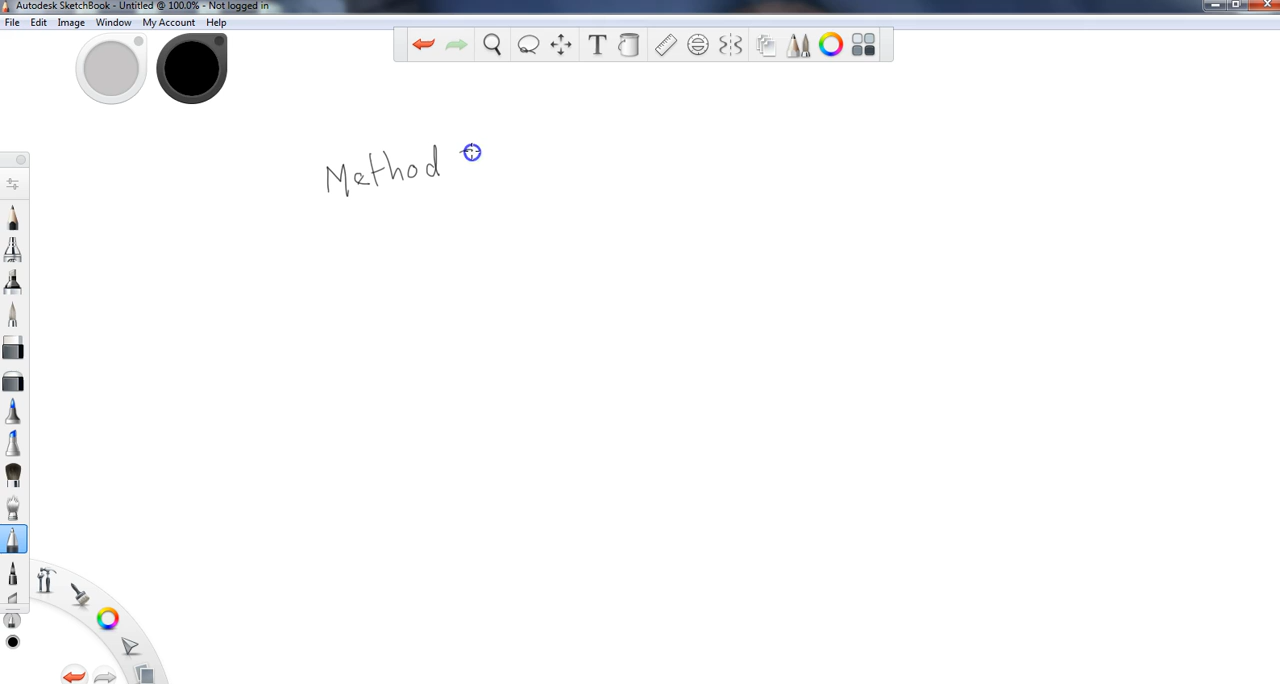 Autodesk SketchBook - Untitled @ 100.0% - Not logged in
File Edit Image Window My Account Help
T
Method